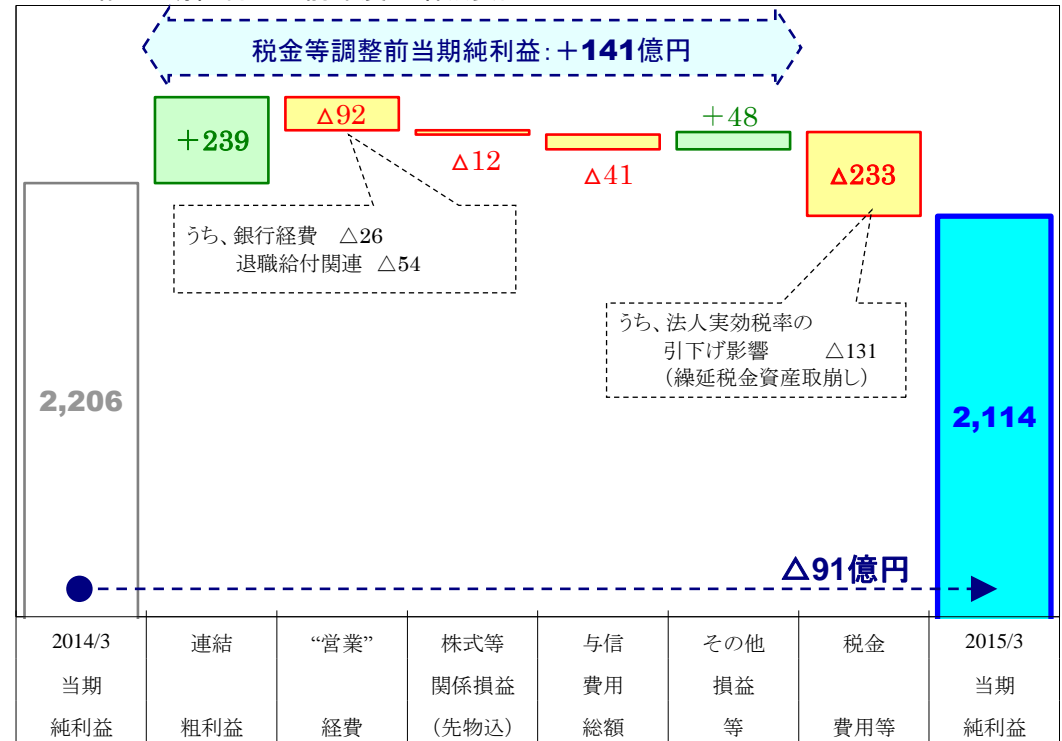 税金等調整前当期純利益：＋141億円
＋239
△92
△12
△41
＋48
△233
うち、銀行経費　△26
退職給付関連　△54
うち、法人実効税率の
引下げ影響　△131
（繰延税金資産取崩し）
2,206
2,114
△91億円
2014/3
当期
純利益
連結
粗利益
“営業”
経費
株式等
関係損益
（先物込）
与信
費用
総額
その他
損益
等
税金
費用等
2015/3
当期
純利益